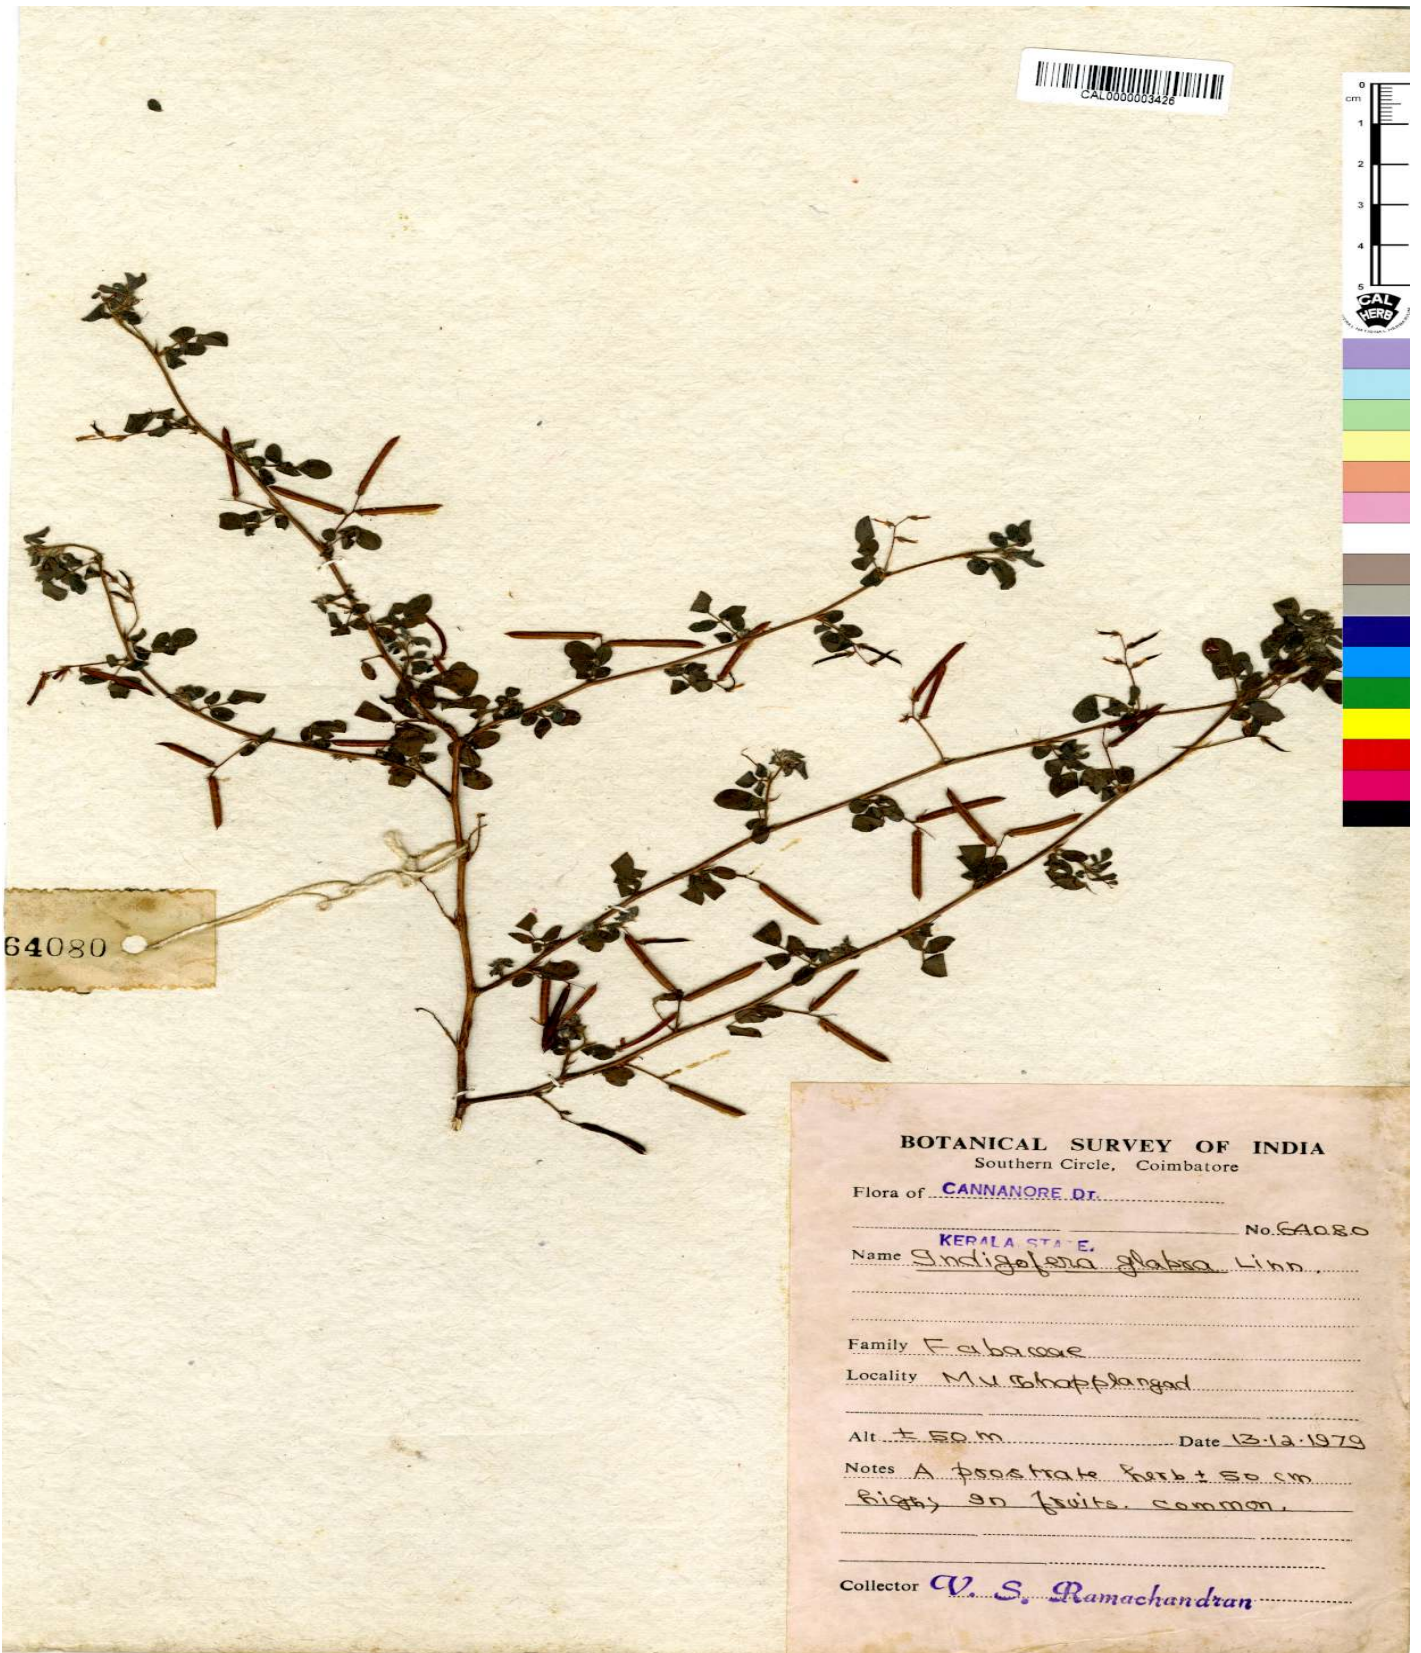 CAL0000003426
0
cm
1
2
3
4
5
CAL
HERB
64080
BOTANICAL SURVEY OF INDIA
Southern Circle, Coimbatore
Flora of CANNANORE DT.
No. 64080
KERALA STATE.
Name Indigofera glabra Linn.
Family Fabaceae
Locality Muzhapplangad
Alt ± 50 m Date 13.12.1979
Notes A prostrate herb ± 50 cm
high; In fruits. common.
Collector V. S. Ramachandran